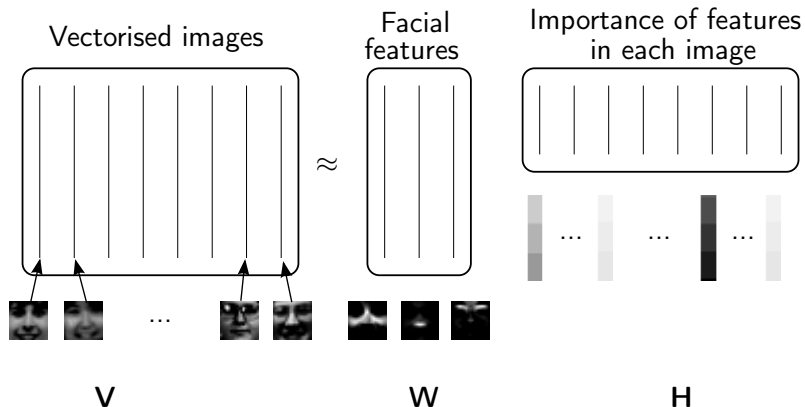 Vectorised images
Facial
features
Importance of features
in each image
≈
... ... ...
...
V W H